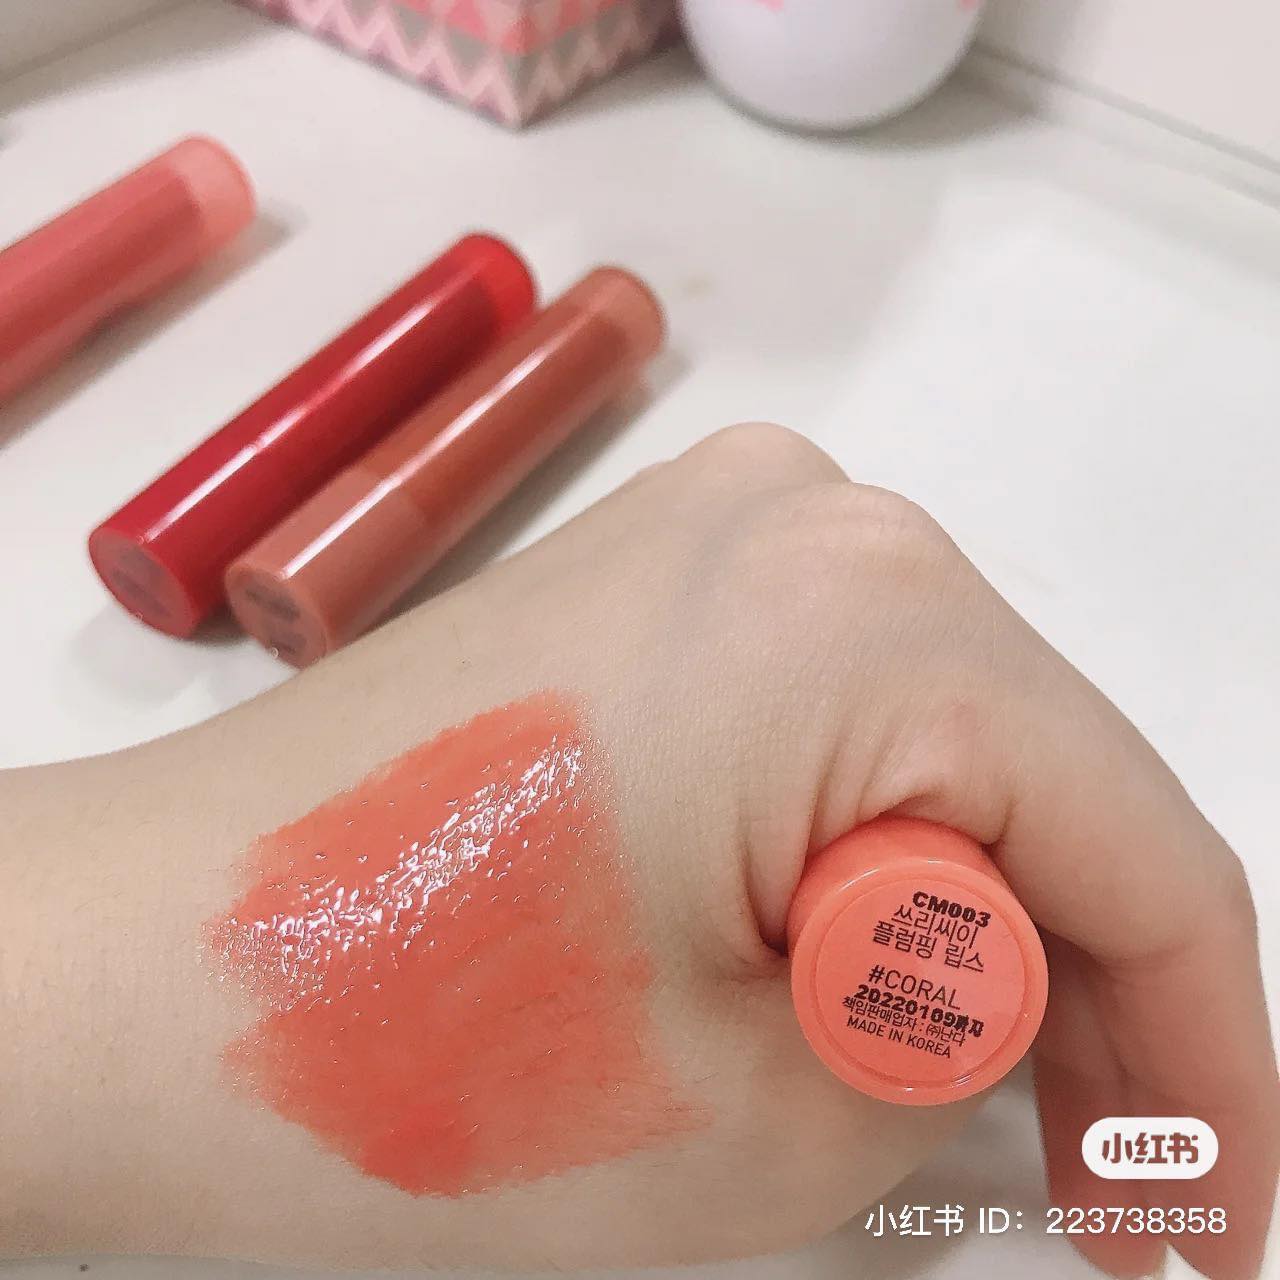 CM003
쓰리씨이
플럼핑 립스
#CORAL
20220109까지
책임판매업자 : ㈜난다
MADE IN KOREA
小红书
小红书 ID：223738358